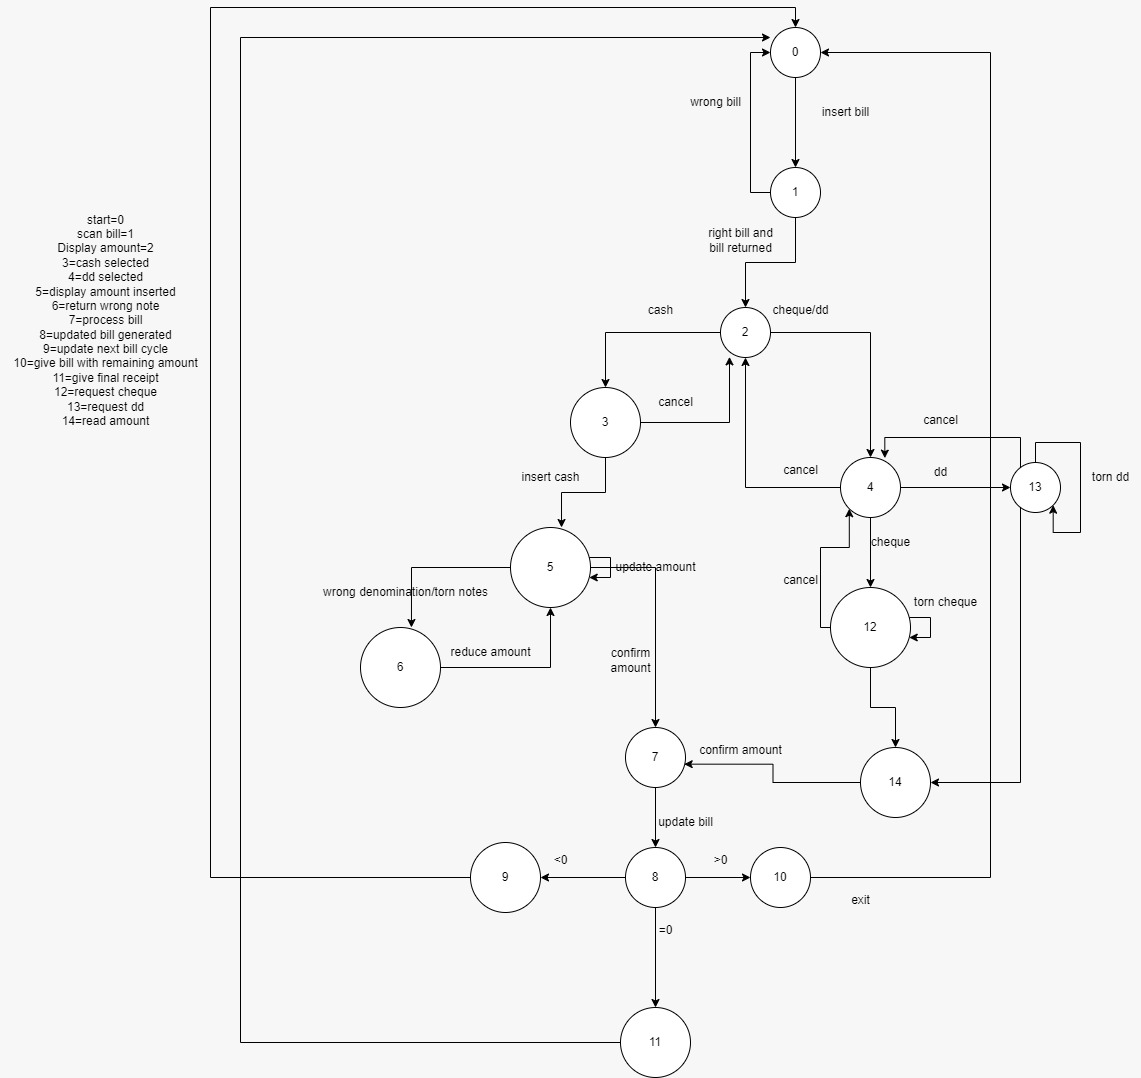 0
wrong bill
insert bill
1
start=0
scan bill=1
Display amount=2
3=cash selected
4=dd selected
5=display amount inserted
6=return wrong note
7=process bill
8=updated bill generated
9=update next bill cycle
10=give bill with remaining amount
11=give final receipt
12=request cheque
13=request dd
14=read amount
right bill and
bill returned
cash
cheque/dd
2
cancel
3
cancel
cancel
dd
4
13
torn dd
insert cash
cheque
5
update amount
cancel
wrong denomination/torn notes
torn cheque
12
reduce amount
6
confirm
amount
confirm amount
7
14
update bill
<0
>0
9
8
10
exit
=0
11